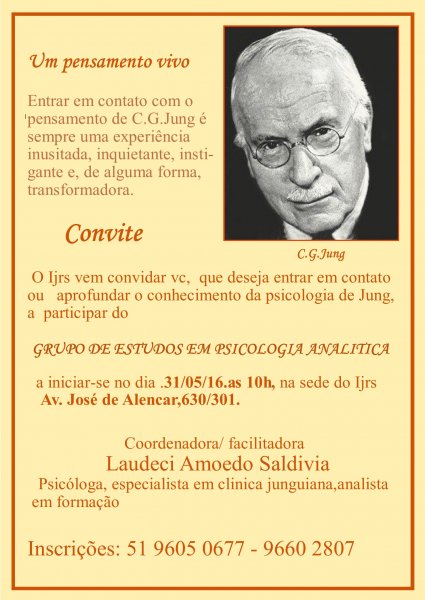 Um pensamento vivo
Entrar em contato com o
'pensamento de C.G.Jung é
sempre uma experiência
inusitada, inquietante, insti-
gante e, de alguma forma,
transformadora.
Convite
C.G.Jung
O Ijrs vem convidar vc, que deseja entrar em contato
ou aprofundar o conhecimento da psicologia de Jung,
a participar do
GRUPO DE ESTUDOS EM PSICOLOGIA ANALITICA
a iniciar-se no dia .31/05/16.as 10h, na sede do Ijrs
Av. José de Alencar,630/301.
Coordenadora/ facilitadora
Laudeci Amoedo Saldivia
Psicóloga, especialista em clinica junguiana,analista
em formação
Inscrições: 51 9605 0677 - 9660 2807